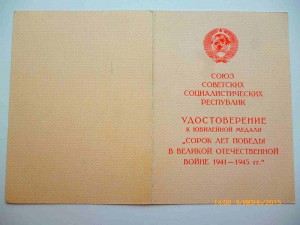 СОЮЗ
СОВЕТСКИХ
СОЦИАЛИСТИЧЕСКИХ
РЕСПУБЛИК
УДОСТОВЕРЕНИЕ
К ЮБИЛЕЙНОЙ МЕДАЛИ
„СОРОК ЛЕТ ПОБЕДЫ
В ВЕЛИКОЙ ОТЕЧЕСТВЕННОЙ
ВОЙНЕ 1941—1945 гг.“